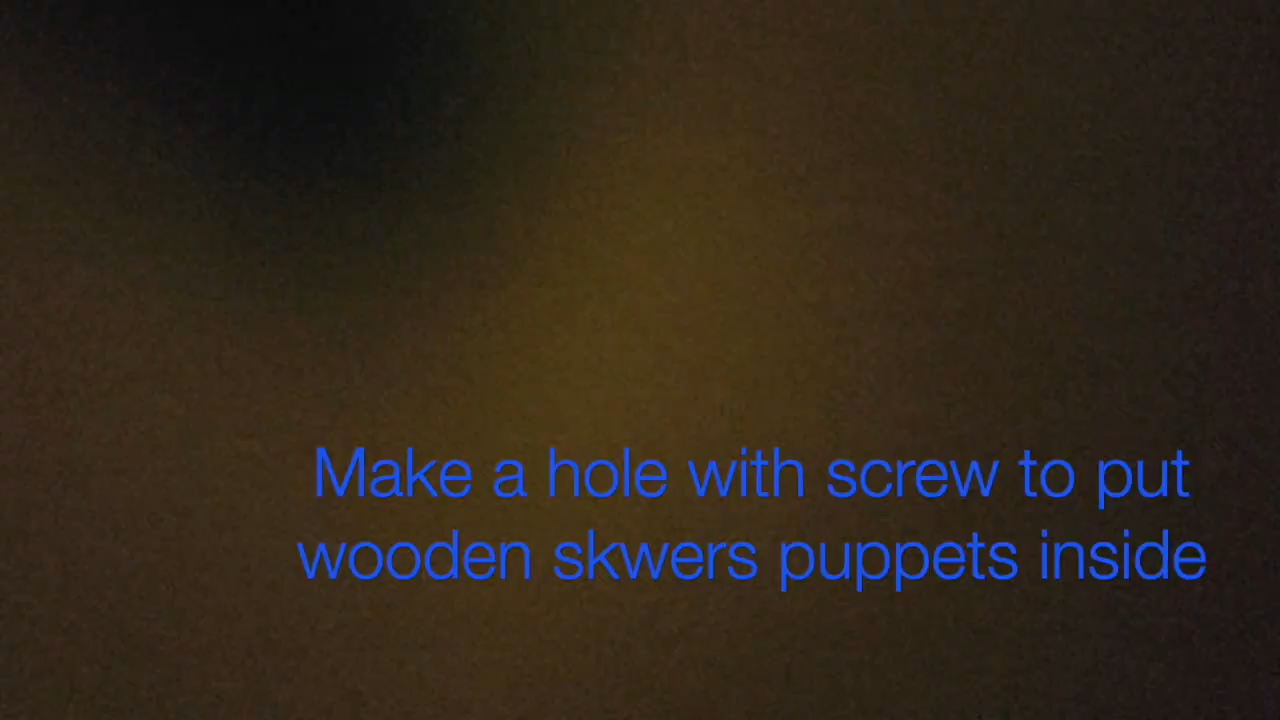 Make a hole with screw to put
wooden skwers puppets inside